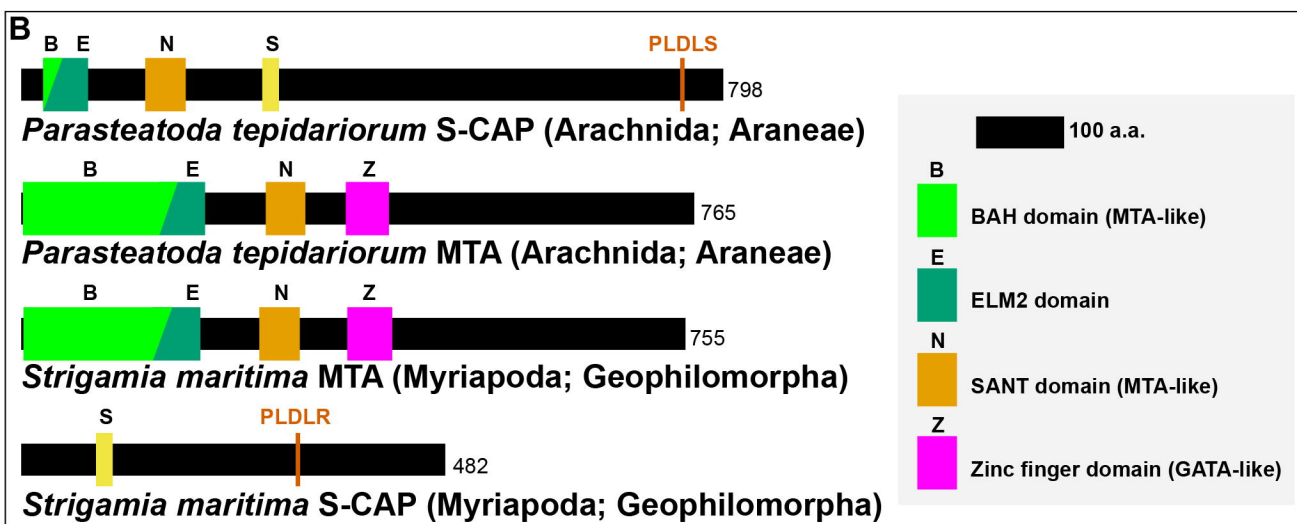 B
B E N S PLDLS
798
Parasteatoda tepidariorum S-CAP (Arachnida; Araneae)
B E N Z
765
Parasteatoda tepidariorum MTA (Arachnida; Araneae)
B E N Z
755
Strigamia maritima MTA (Myriapoda; Geophilomorpha)
S PLDLR
482
Strigamia maritima S-CAP (Myriapoda; Geophilomorpha)
100 a.a.
B
BAH domain (MTA-like)
E
ELM2 domain
N
SANT domain (MTA-like)
Z
Zinc finger domain (GATA-like)